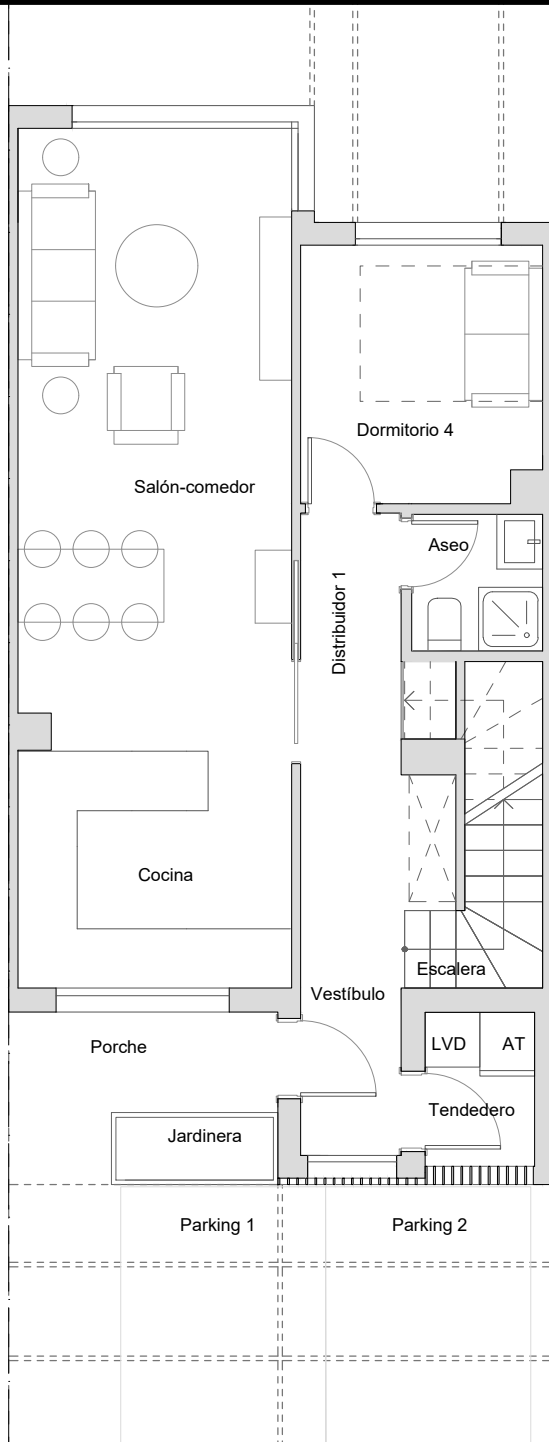 Dormitorio 4
Salón-comedor
Aseo
Distribuidor 1
Cocina
Escalera
Vestíbulo
Porche
LVD
AT
Tendedero
Jardinera
Parking 1
Parking 2